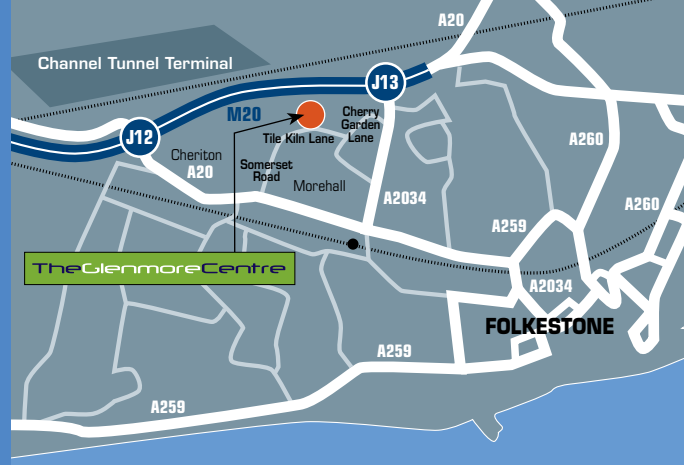 A20
Channel Tunnel Terminal
J13
M20
Cherry
Garden
Lane
J12
Tile Kiln Lane
A260
Cheriton
A20
Somerset
Road
Morehall
A2034
A260
A259
TheGlenmoreCentre
A2034
FOLKESTONE
A259
A259